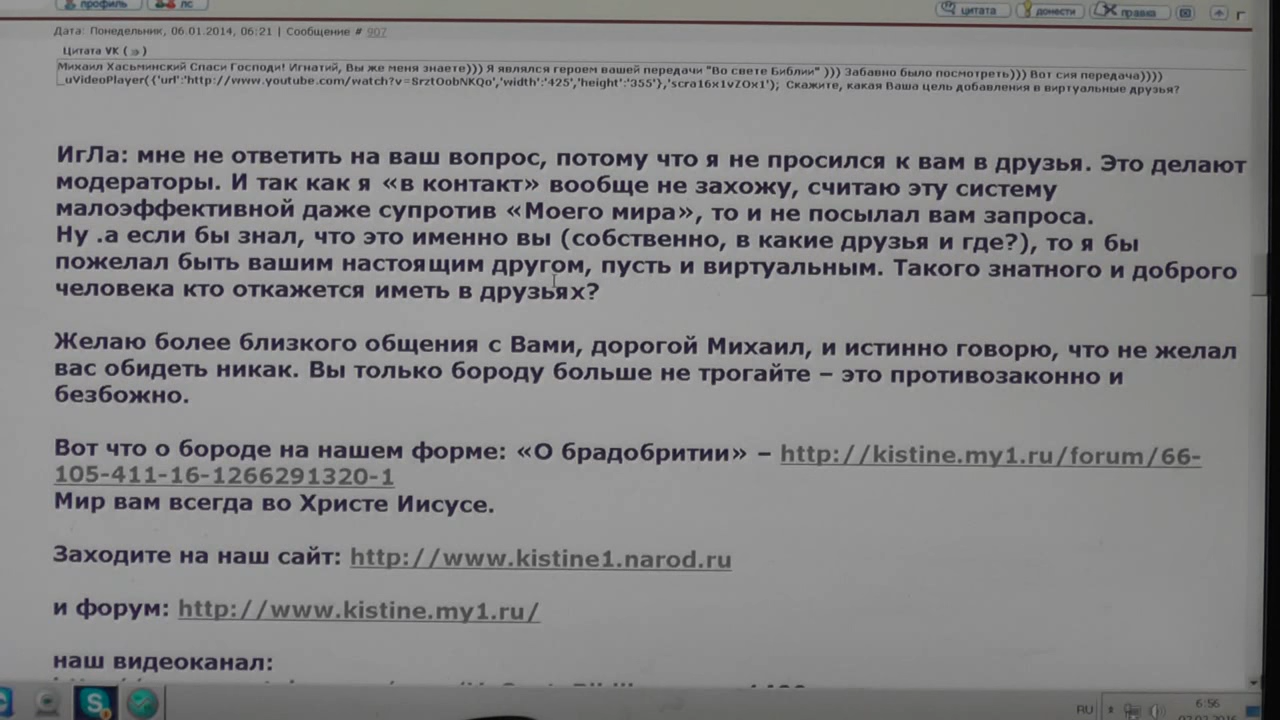 профиль лс цитата донести правка
Дата: Понедельник, 06.01.2014, 06:21 | Сообщение # 907
Цитата VK ( )
Михаил Хасьминский Спаси Господи! Игнатий, Вы же меня знаете))) Я являлся героем вашей передачи "Во свете Библии" ))) Забавно было посмотреть))) Вот сия передача))))
_uVideoPlayer({'url':'http://www.youtube.com/watch?v=SrztOobNKQo','width':'425','height':'355'},'scra16x1vZOx1'); Скажите, какая Ваша цель добавления в виртуальные друзья?
ИгЛа: мне не ответить на ваш вопрос, потому что я не просился к вам в друзья. Это делают
модераторы. И так как я «в контакт» вообще не захожу, считаю эту систему
малоэффективной даже супротив «Моего мира», то и не посылал вам запроса.
Ну .а если бы знал, что это именно вы (собственно, в какие друзья и где?), то я бы
пожелал быть вашим настоящим другом, пусть и виртуальным. Такого знатного и доброго
человека кто откажется иметь в друзьях?
Желаю более близкого общения с Вами, дорогой Михаил, и истинно говорю, что не желал
вас обидеть никак. Вы только бороду больше не трогайте – это противозаконно и
безбожно.
Вот что о бороде на нашем форме: «О брадобритии» – http://kistine.my1.ru/forum/66-
105-411-16-1266291320-1
Мир вам всегда во Христе Иисусе.
Заходите на наш сайт: http://www.kistine1.narod.ru
и форум: http://www.kistine.my1.ru/
наш видеоканал:
RU 6:56